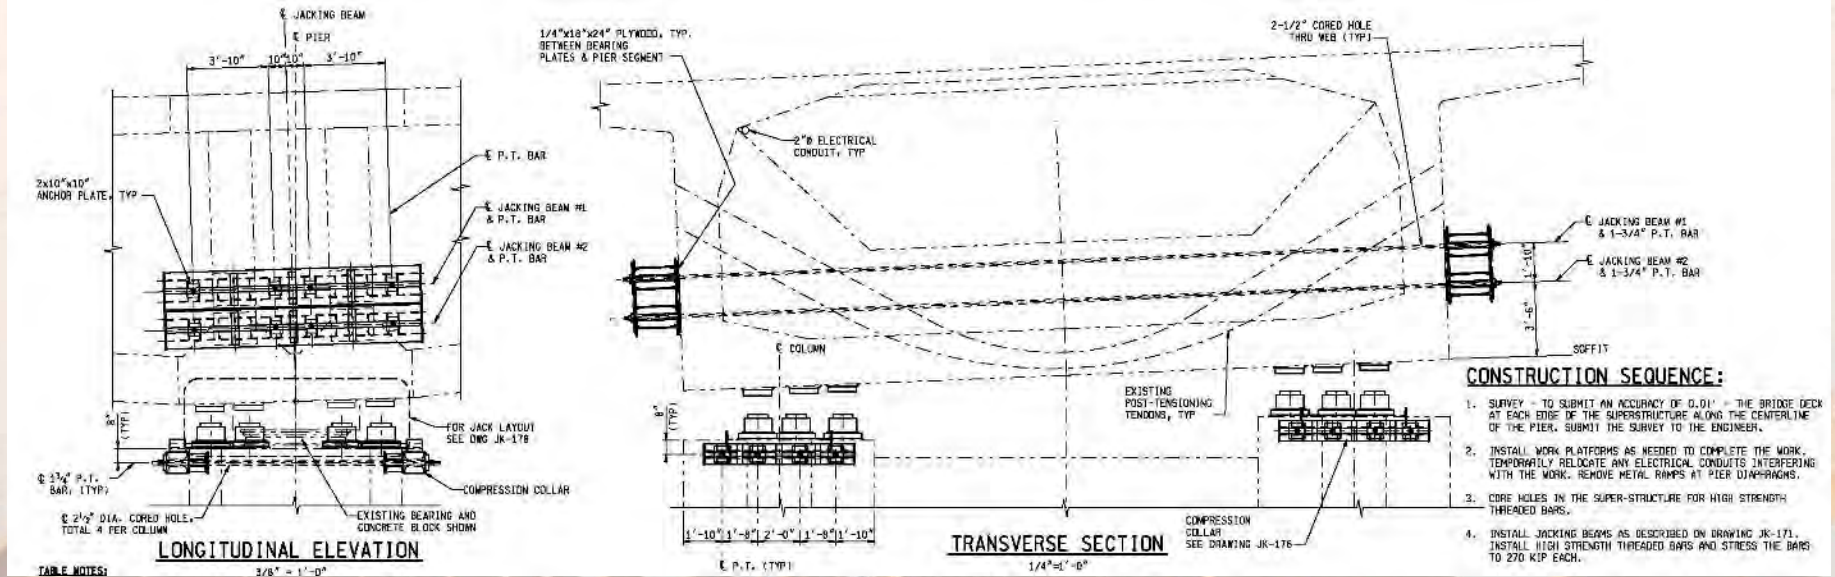 ℄ JACKING BEAM
℄ PIER
3'-10"
10"
10"
3'-10"
℄ P.T. BAR
2x10"x10"
ANCHOR PLATE, TYP
℄ JACKING BEAM #1
& P.T. BAR
℄ JACKING BEAM #2
& P.T. BAR
8"
(TYP)
FOR JACK LAYOUT
SEE DWG JK-178
℄ 1¾" P.T.
BAR, (TYP)
COMPRESSION COLLAR
℄ 2½" DIA. CORED HOLE,
TOTAL 4 PER COLUMN
EXISTING BEARING AND
CONCRETE BLOCK SHOWN
LONGITUDINAL ELEVATION
3/8" = 1'-0"
TABLE NOTES:
1/4"x18"x24" PLYWOOD, TYP.
BETWEEN BEARING
PLATES & PIER SEGMENT
2-1/2" CORED HOLE
THRU WEB (TYP)
2"Ø ELECTRICAL
CONDUIT, TYP
℄ JACKING BEAM #1
& 1-3/4" P.T. BAR
℄ JACKING BEAM #2
& 1-3/4" P.T. BAR
1'-10"
3'-6"
SOFFIT
℄ COLUMN
8"
(TYP)
EXISTING
POST-TENSIONING
TENDONS, TYP
1'-10"
1'-8"
2'-0"
1'-8"
1'-10"
℄ P.T. (TYP)
COMPRESSION
COLLAR
SEE DRAWING JK-176
TRANSVERSE SECTION
1/4"=1'-0"
CONSTRUCTION SEQUENCE:
1. SURVEY - TO SUBMIT AN ACCURACY OF 0.01' - THE BRIDGE DECK
AT EACH EDGE OF THE SUPERSTRUCTURE ALONG THE CENTERLINE
OF THE PIER. SUBMIT THE SURVEY TO THE ENGINEER.
2. INSTALL WORK PLATFORMS AS NEEDED TO COMPLETE THE WORK.
TEMPORARILY RELOCATE ANY ELECTRICAL CONDUITS INTERFERING
WITH THE WORK. REMOVE METAL RAMPS AT PIER DIAPHRAGMS.
3. CORE HOLES IN THE SUPER-STRUCTURE FOR HIGH STRENGTH
THREADED BARS.
4. INSTALL JACKING BEAMS AS DESCRIBED ON DRAWING JK-171.
INSTALL HIGH STRENGTH THREADED BARS AND STRESS THE BARS
TO 270 KIP EACH.